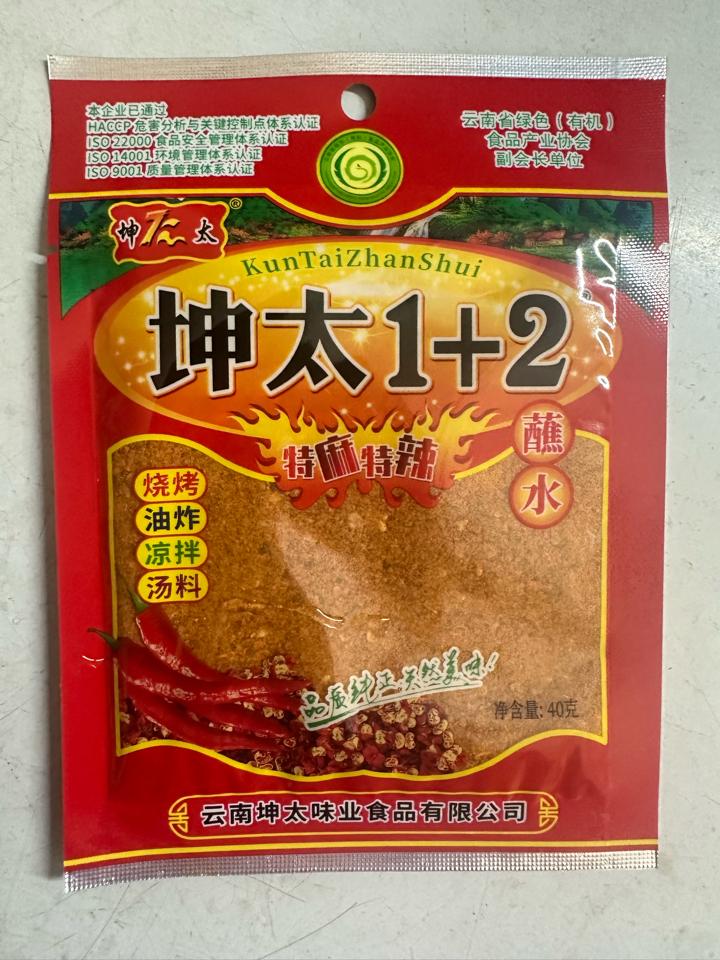 本企业已通过
HACCP 危害分析与关键控制点体系认证
ISO 22000 食品安全管理体系认证
ISO 14001 环境管理体系认证
ISO 9001 质量管理体系认证
云南省绿色（有机）
食品产业协会
副会长单位
坤 太®
KunTaiZhanShui
坤太1+2
特麻特辣
蘸水
烧烤
油炸
凉拌
汤料
品质纯正 天然美味!
净含量: 40克
云南坤太味业食品有限公司